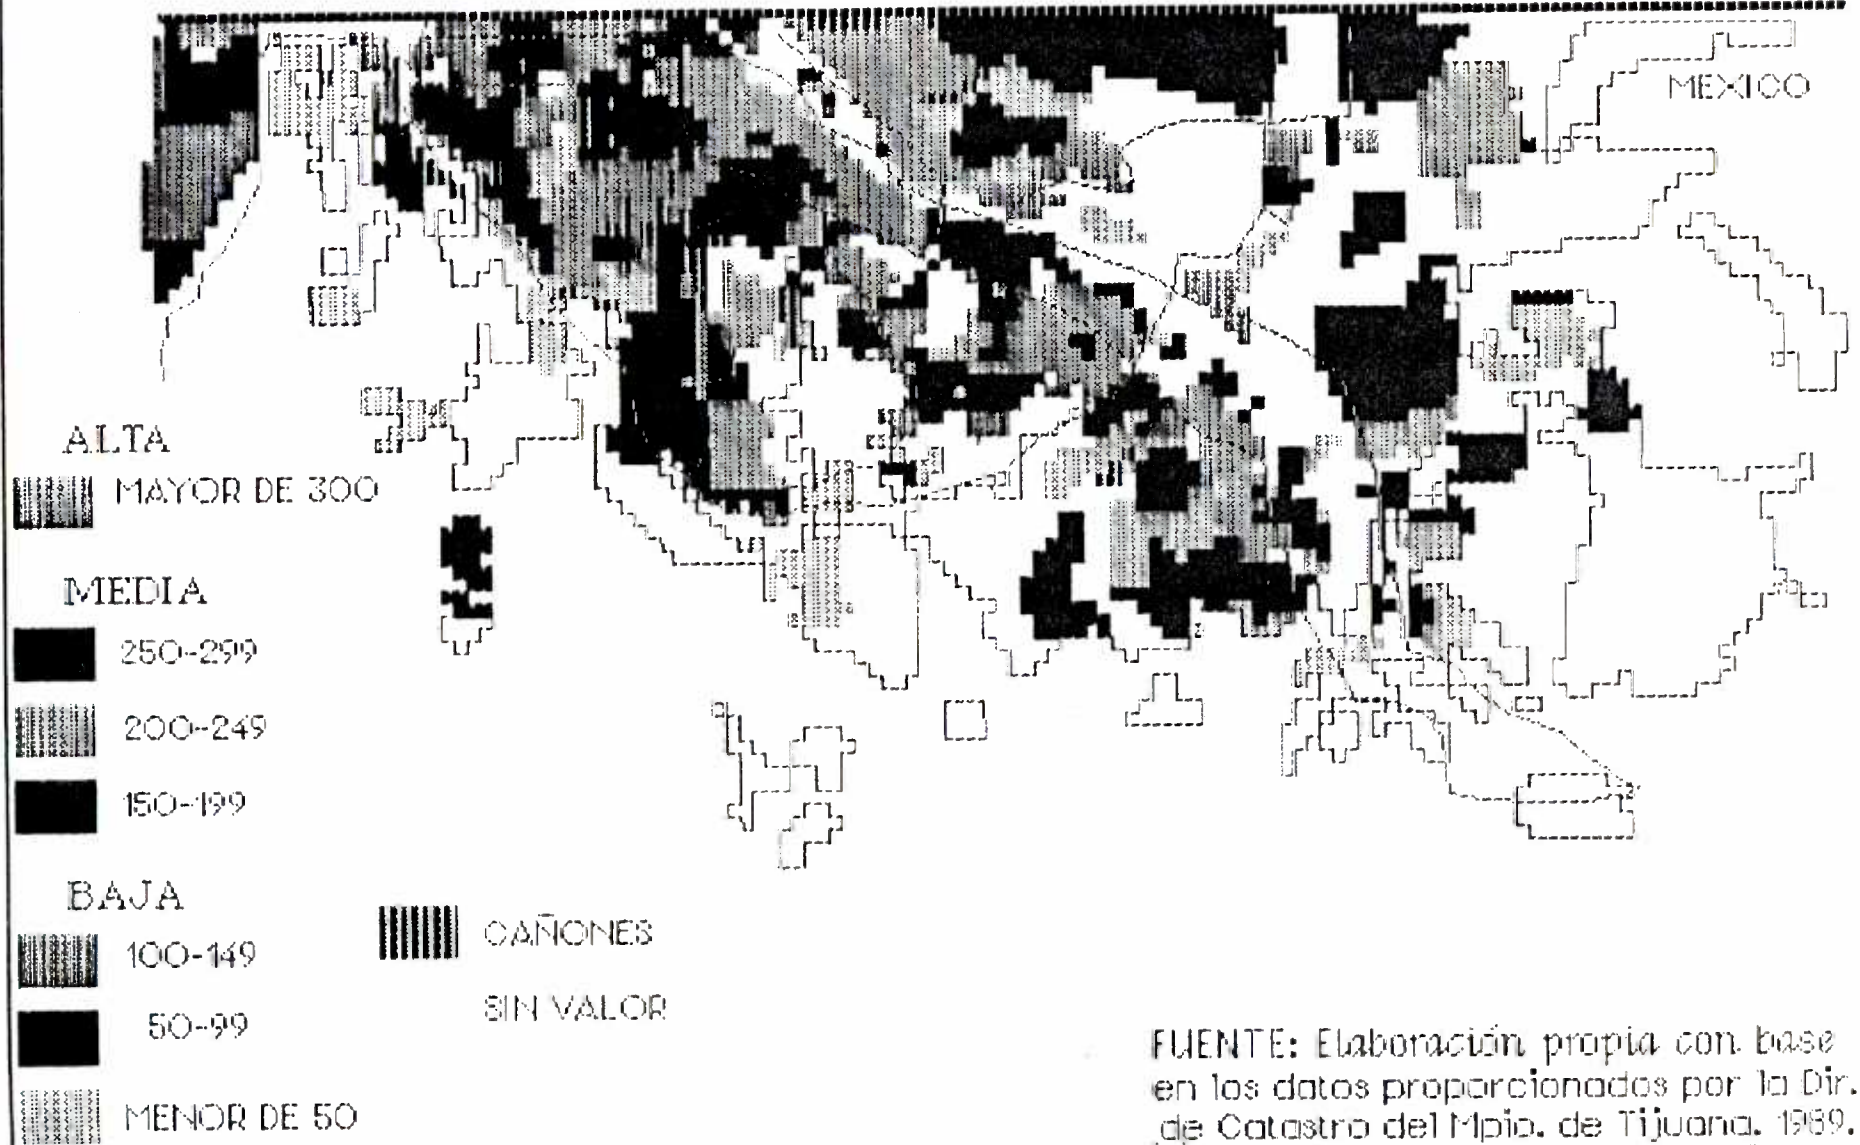 MEXICO
ALTA
MAYOR DE 300
MEDIA
250-299
200-249
150-199
BAJA
100-149
50-99
MENOR DE 50
CAÑONES
SIN VALOR
FUENTE: Elaboración propia con base
en los datos proporcionados por la Dir.
de Catastro del Mpio. de Tijuana. 1989.